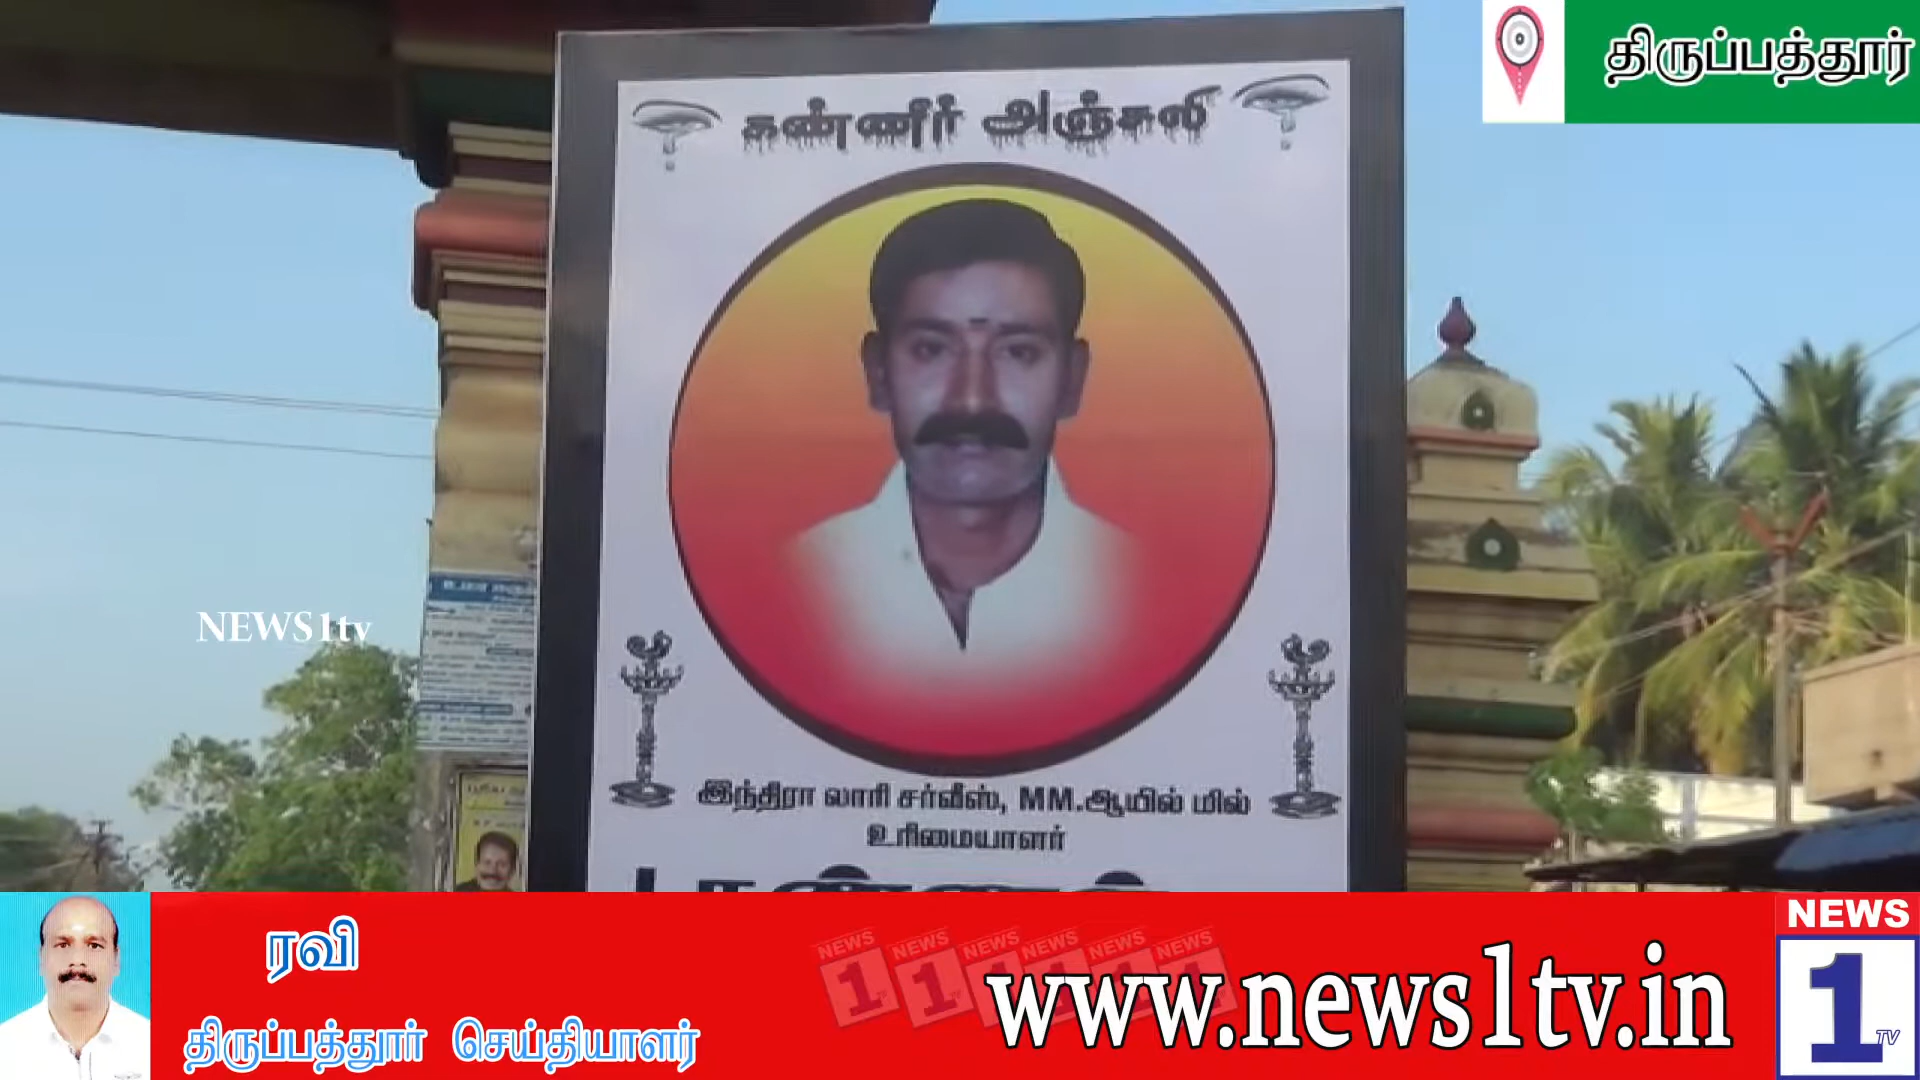 திருப்பத்தூர்
கண்ணீர் அஞ்சலி
NEWS1tv
இந்திரா லாரி சர்வீஸ், MM.ஆயில் மில்
உரிமையாளர்
ரவி
திருப்பத்தூர் செய்தியாளர்
www.news1tv.in
NEWS
1
TV